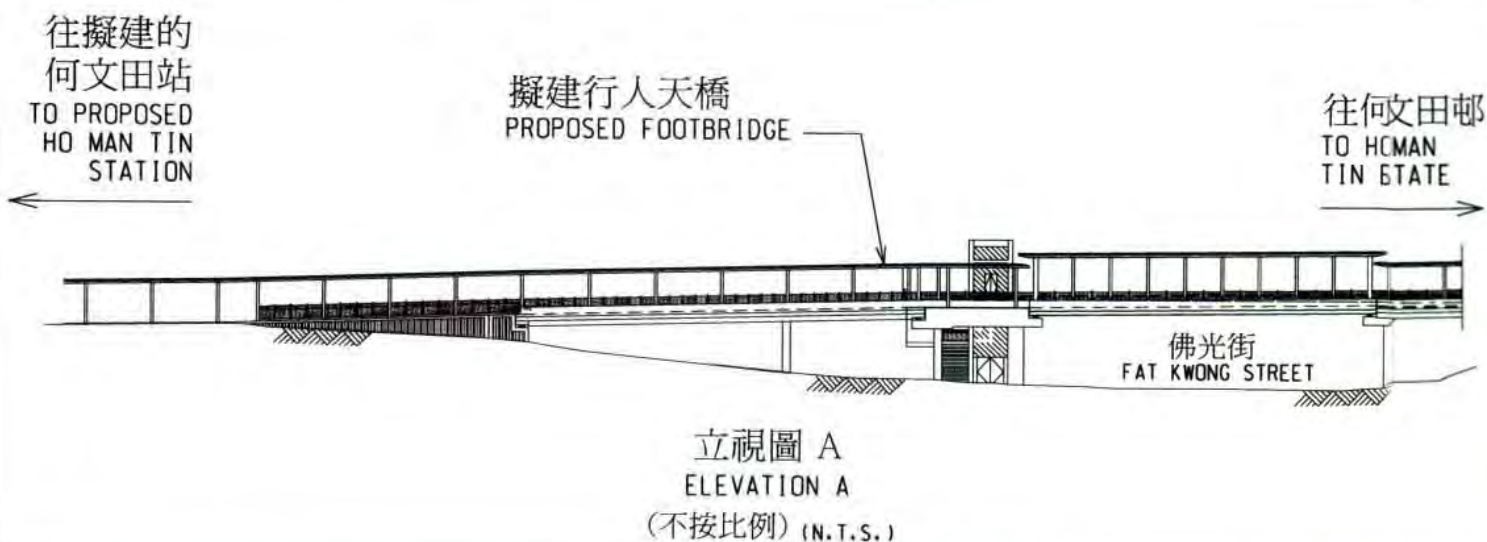 往擬建的
何文田站
TO PROPOSED
HO MAN TIN
STATION
擬建行人天橋
PROPOSED FOOTBRIDGE
往何文田邨
TO HOMAN
TIN ETATE
佛光街
FAT KWONG STREET
立視圖 A
ELEVATION A
(不按比例) (N.T.S.)